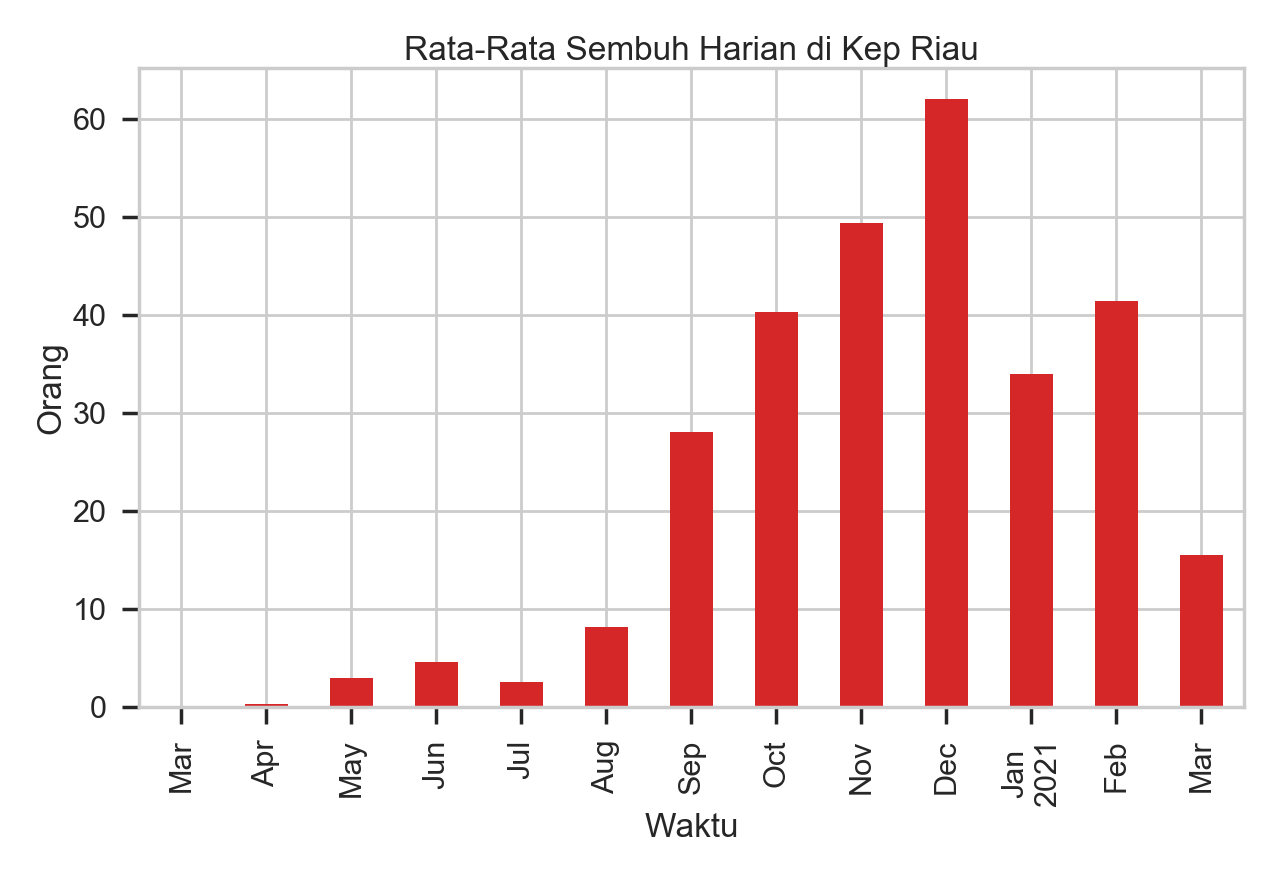 Rata-Rata Sembuh Harian di Kep Riau
60
50
40
30
20
10
0
Orang
Mar
Apr
May
Jun
Jul
Aug
Sep
Oct
Nov
Dec
Jan
2021
Feb
Mar
Waktu